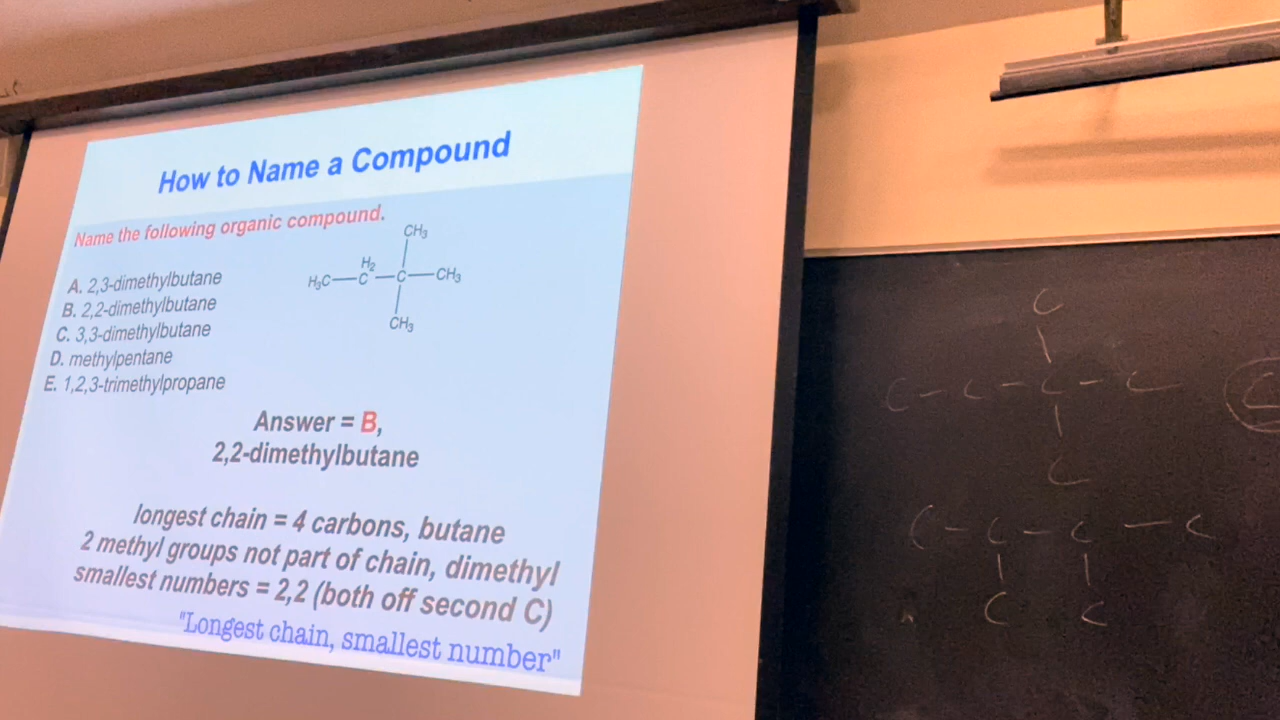 How to Name a Compound
Name the following organic compound.
A. 2,3-dimethylbutane
B. 2,2-dimethylbutane
C. 3,3-dimethylbutane
D. methylpentane
E. 1,2,3-trimethylpropane
CH₃
H₂
H₃C—C—C—CH₃
CH₃
Answer = B,
2,2-dimethylbutane
longest chain = 4 carbons, butane
2 methyl groups not part of chain, dimethyl
smallest numbers = 2,2 (both off second C)
"Longest chain, smallest number"
C
C-C-C-C
C
C-C-C-C
C C